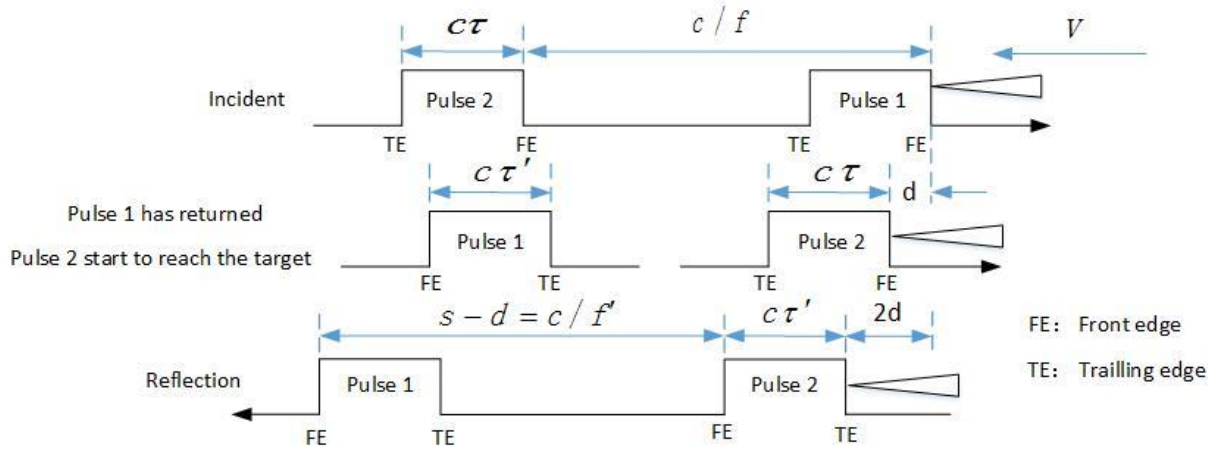 cτ
c / f
V
Incident
Pulse 2
Pulse 1
TE
FE
TE
FE
cτ'
cτ
d
Pulse 1 has returned
Pulse 2 start to reach the target
Pulse 1
Pulse 2
FE
TE
TE
FE
s - d = c / f'
cτ'
2d
FE: Front edge
Reflection
Pulse 1
Pulse 2
TE: Trailling edge
FE
TE
FE
TE